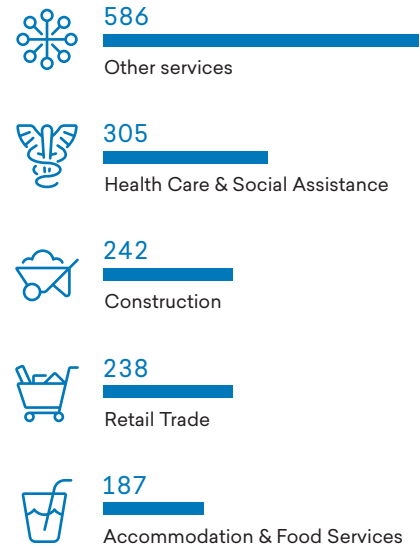 586
Other services
305
Health Care & Social Assistance
242
Construction
238
Retail Trade
187
Accommodation & Food Services